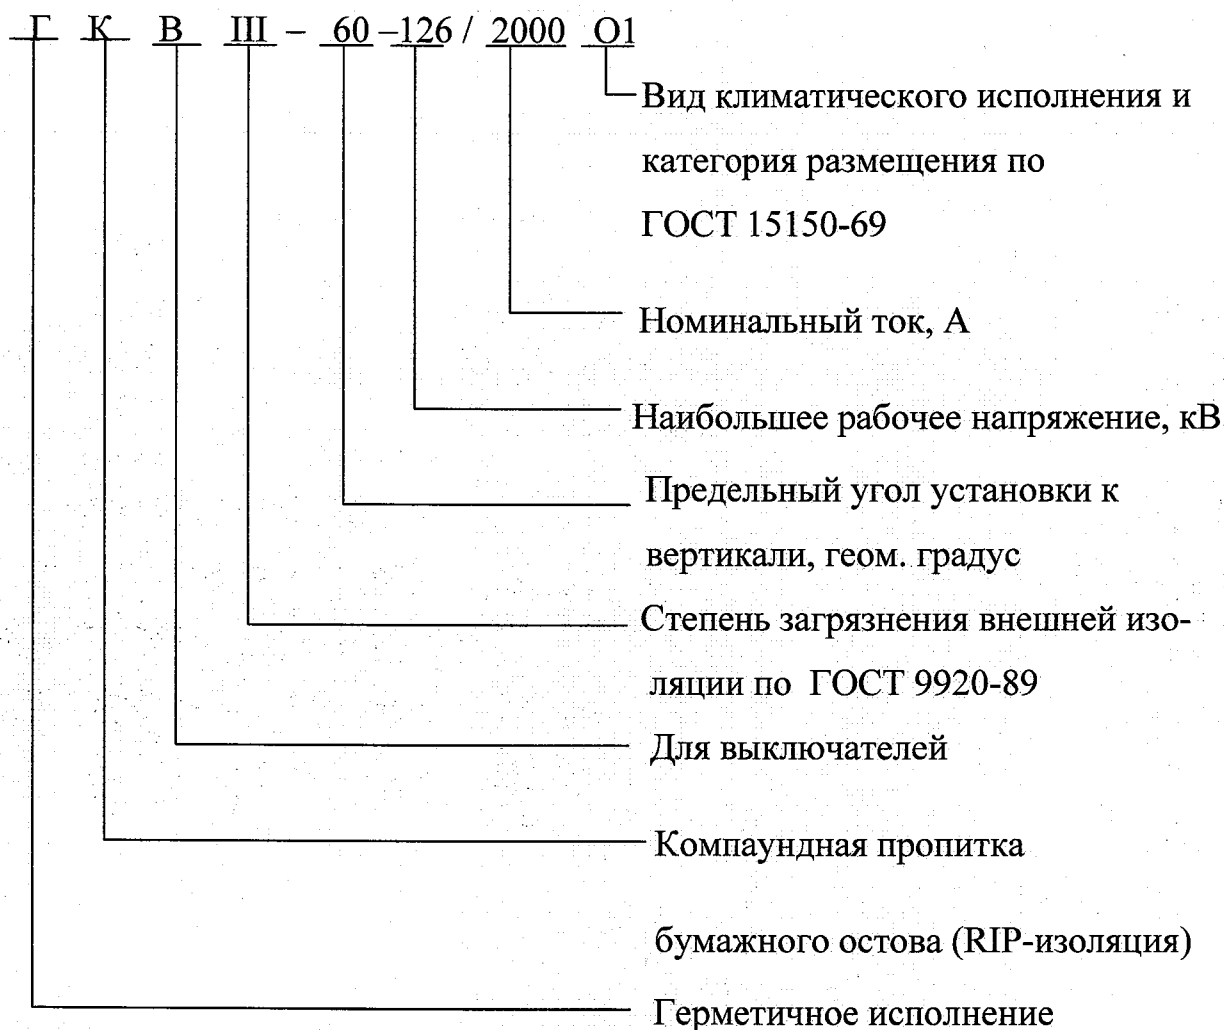 Г К В III – 60 –126 / 2000 О1
Вид климатического исполнения и
категория размещения по
ГОСТ 15150-69
Номинальный ток, А
Наибольшее рабочее напряжение, кВ
Предельный угол установки к
вертикали, геом. градус
Степень загрязнения внешней изо-
ляции по ГОСТ 9920-89
Для выключателей
Компаундная пропитка
бумажного остова (RIP-изоляция)
Герметичное исполнение